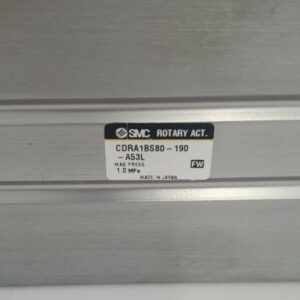 SMC ROTARY ACT.
CDRA1BS80-190
-A53L
MAX PRESS
1.0 MPa FW
MADE IN JAPAN